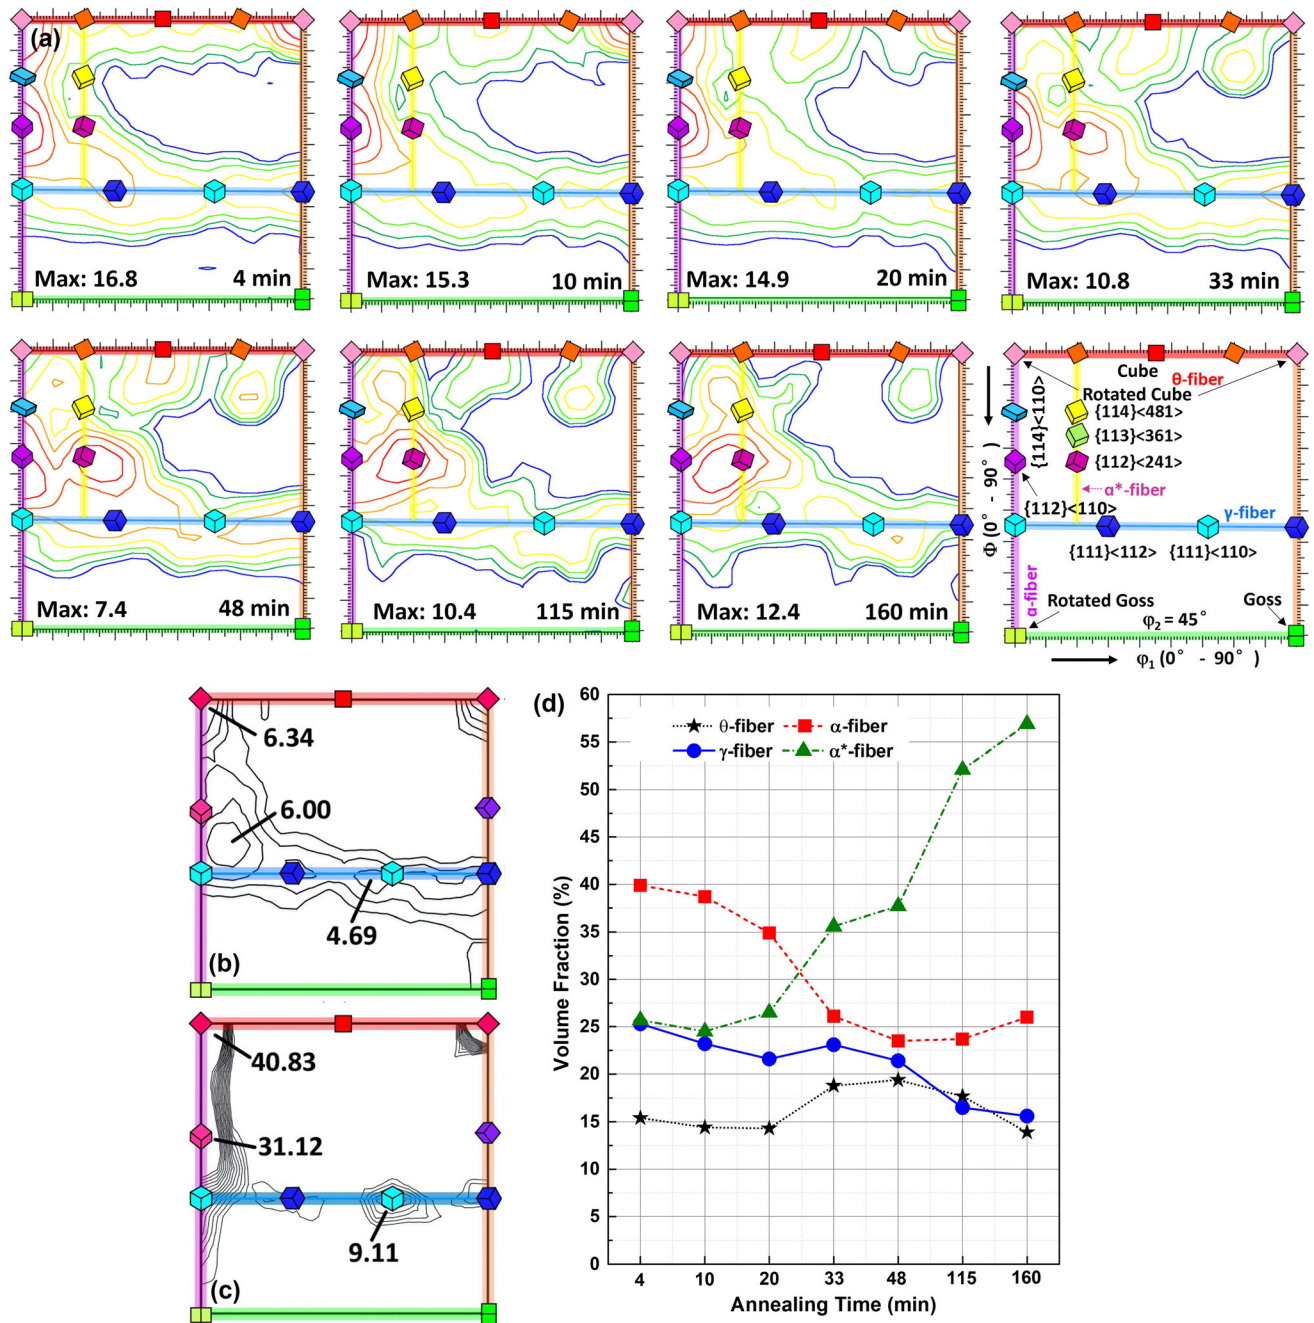 (a)
Max: 16.8 4 min
Max: 15.3 10 min
Max: 14.9 20 min
Max: 10.8 33 min
Max: 7.4 48 min
Max: 10.4 115 min
Max: 12.4 160 min
Cube
θ-fiber
Rotated Cube
{114}<110>
{114}<481>
{113}<361>
{112}<241>
α*-fiber
{112}<110>
γ-fiber
{111}<112> {111}<110>
α-fiber
Rotated Goss
Goss
φ2 = 45°
Φ (0° - 90°)
φ1 (0° - 90°)
6.34
6.00
4.69
(b)
40.83
31.12
9.11
(c)
(d)
θ-fiber α-fiber
γ-fiber α*-fiber
Volume Fraction (%)
60
55
50
45
40
35
30
25
20
15
10
5
0
4 10 20 33 48 115 160
Annealing Time (min)